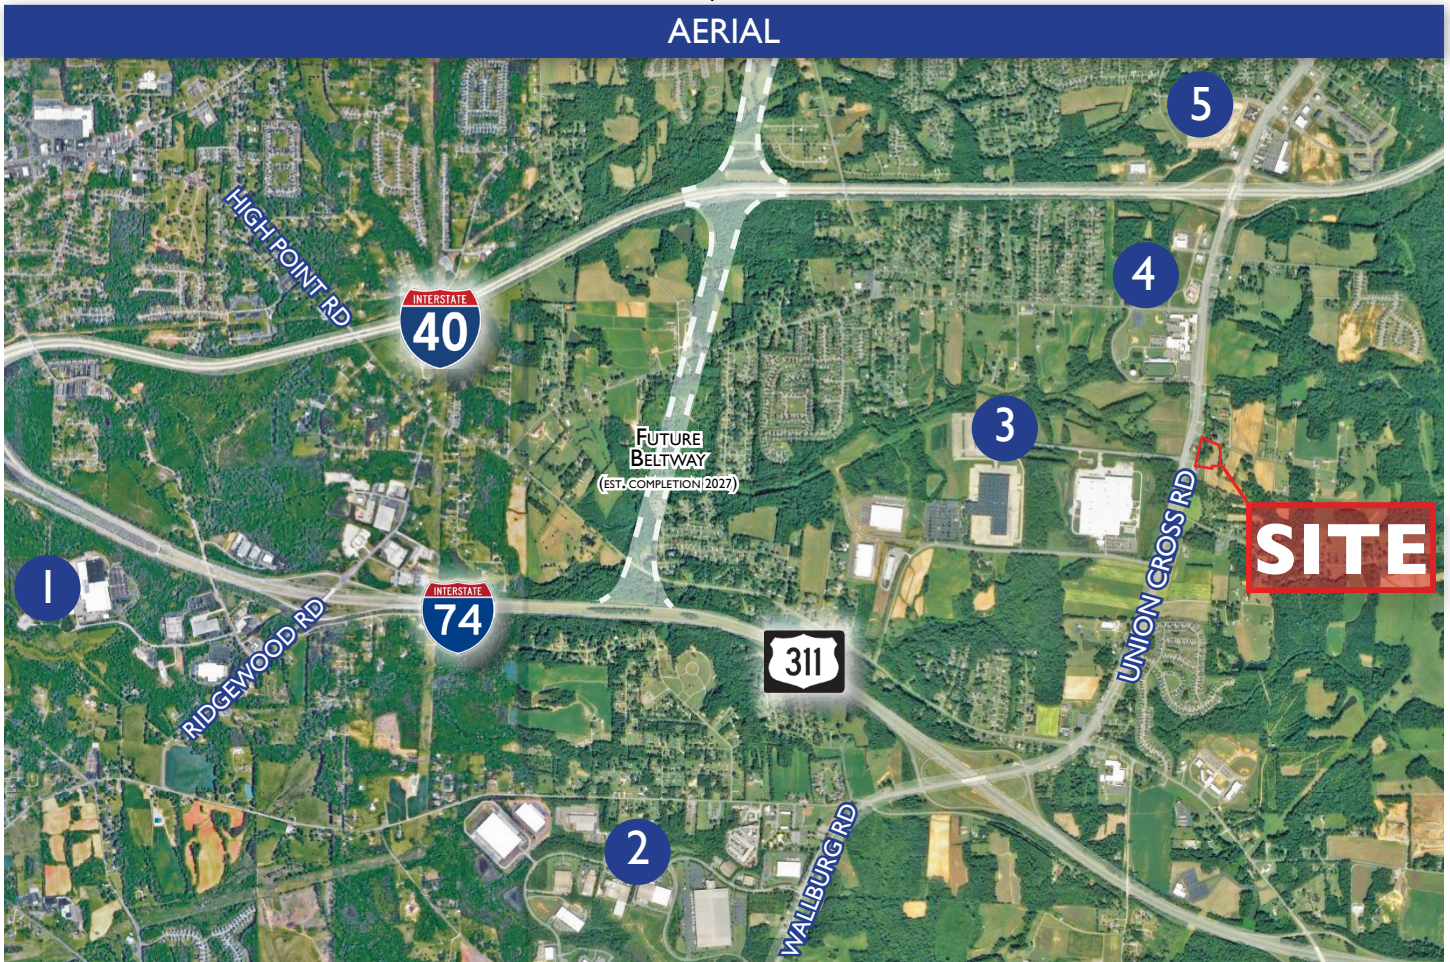 AERIAL
5
HIGH POINT RD
4
INTERSTATE
40
3
FUTURE
BELTWAY
(EST. COMPLETION 2027)
UNION CROSS RD
SITE
1
INTERSTATE
74
RIDGEWOOD RD
311
2
WALLBURG RD